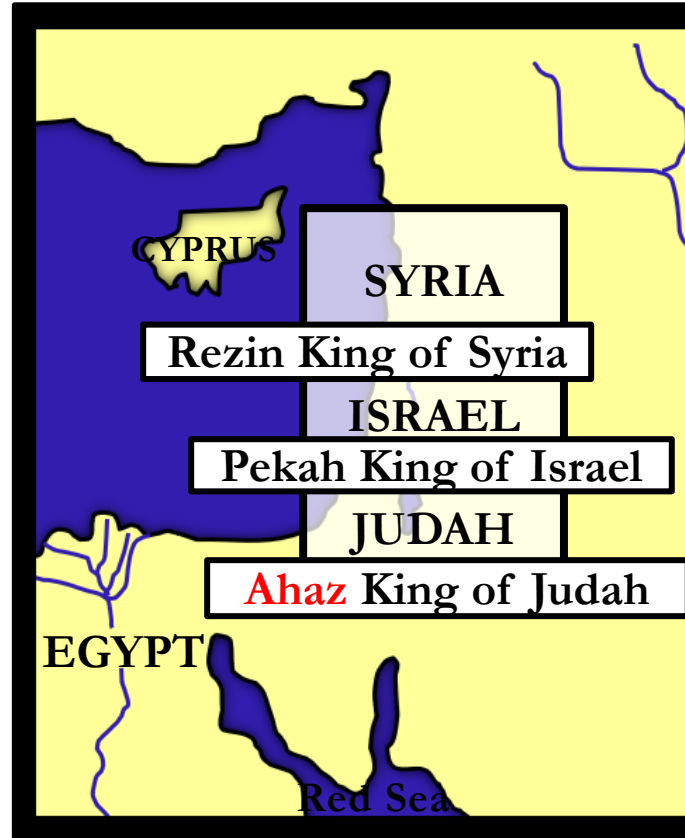 CYPRUS
SYRIA
Rezin King of Syria
ISRAEL
Pekah King of Israel
JUDAH
Ahaz King of Judah
EGYPT
Red Sea